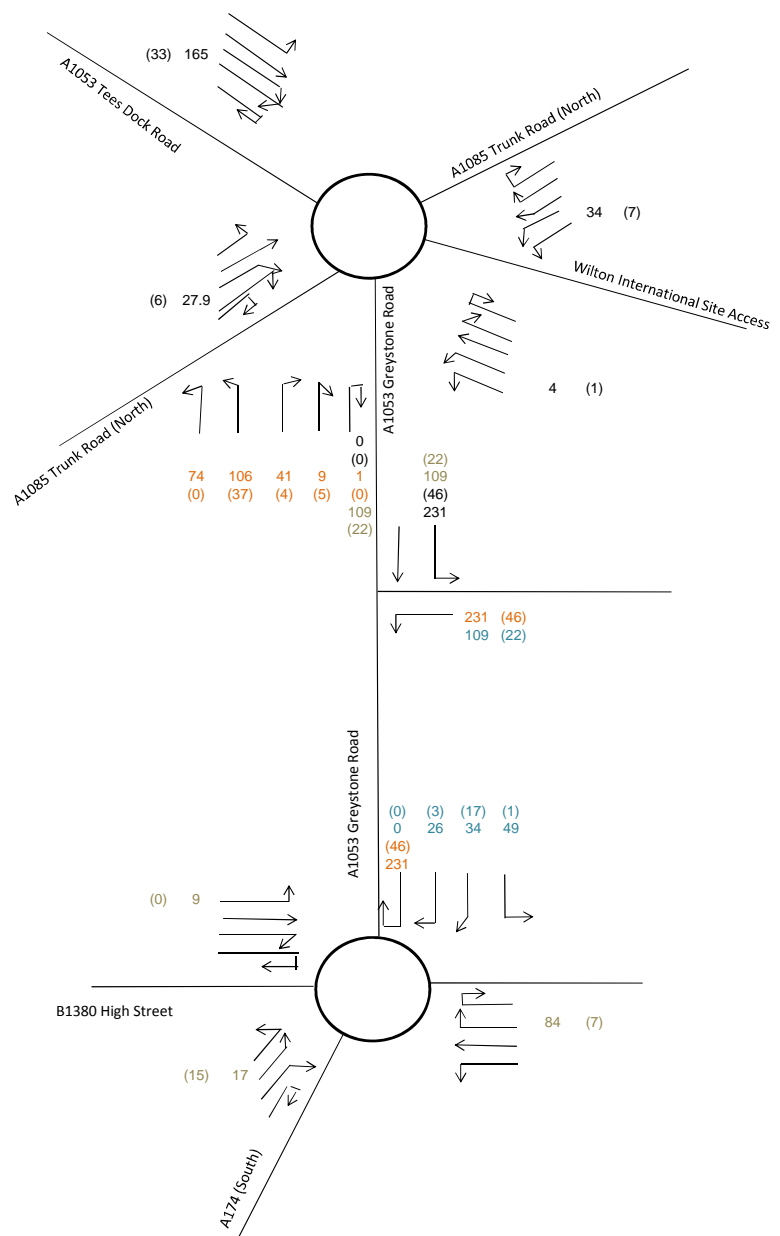 (33) 165
A1053 Tees Dock Road
A1085 Trunk Road (North)
34 (7)
Wilton International Site Access
(6) 27.9
A1053 Greystone Road
4 (1)
A1085 Trunk Road (North)
0
(0)
74 106 41 9 1
(0) (37) (4) (5) (0)
109
(22)
(22)
109
(46)
231
231 (46)
109 (22)
A1053 Greystone Road
(0) (3) (17) (1)
0 26 34 49
(46)
231
(0) 9
B1380 High Street
84 (7)
(15) 17
A174 (South)